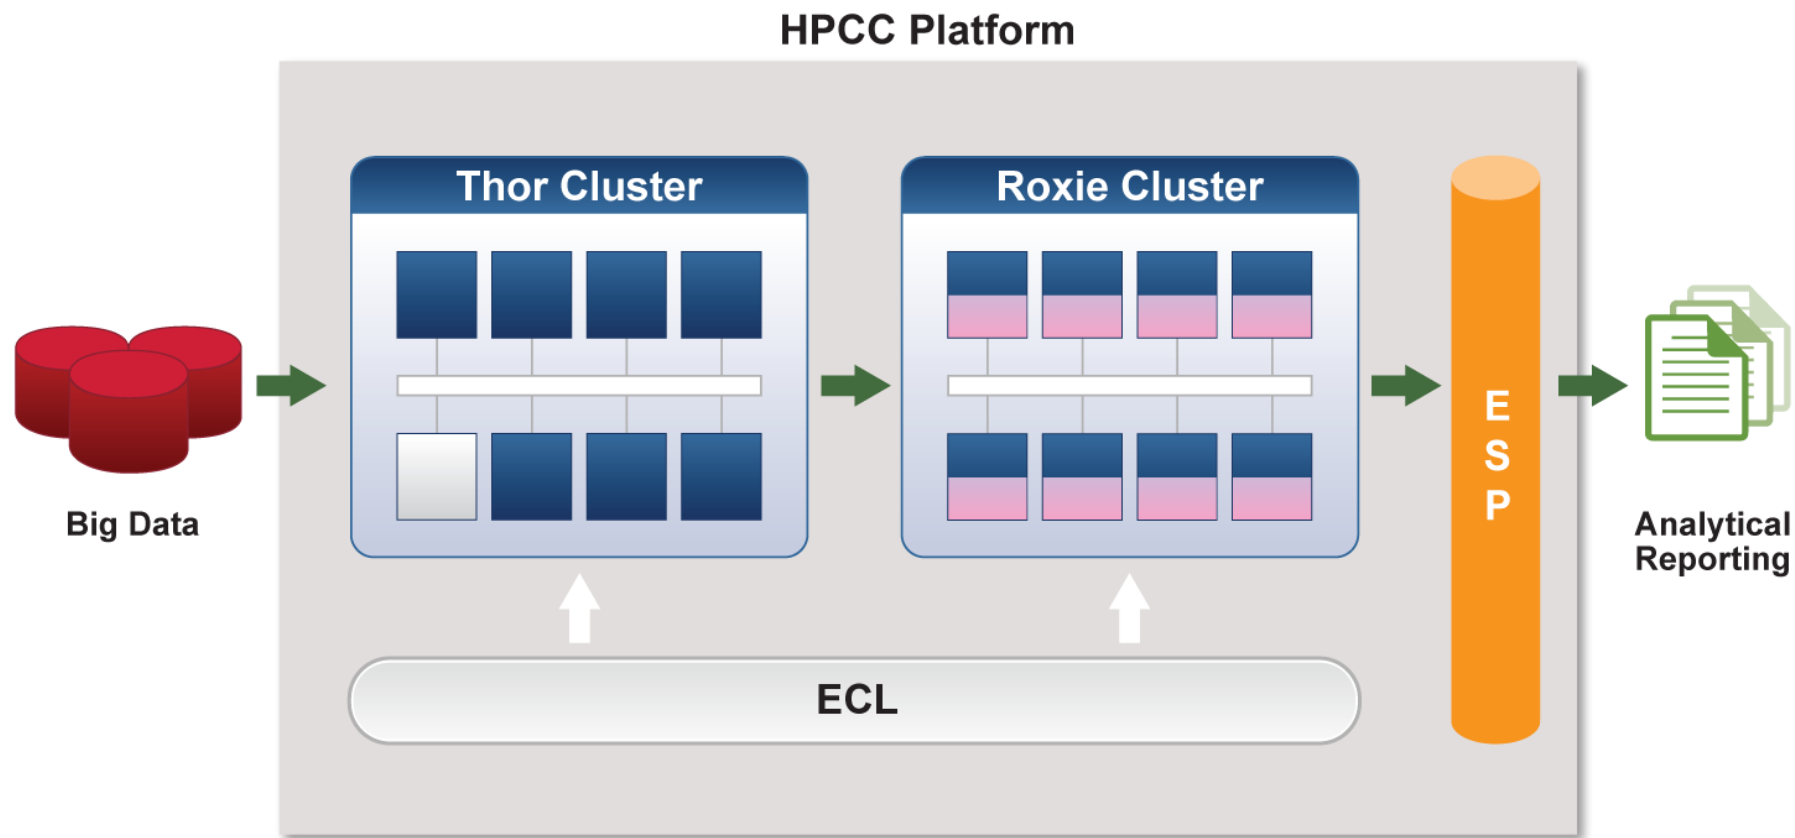 HPCC Platform
Thor Cluster
Roxie Cluster
Big Data
E
S
P
Analytical
Reporting
ECL